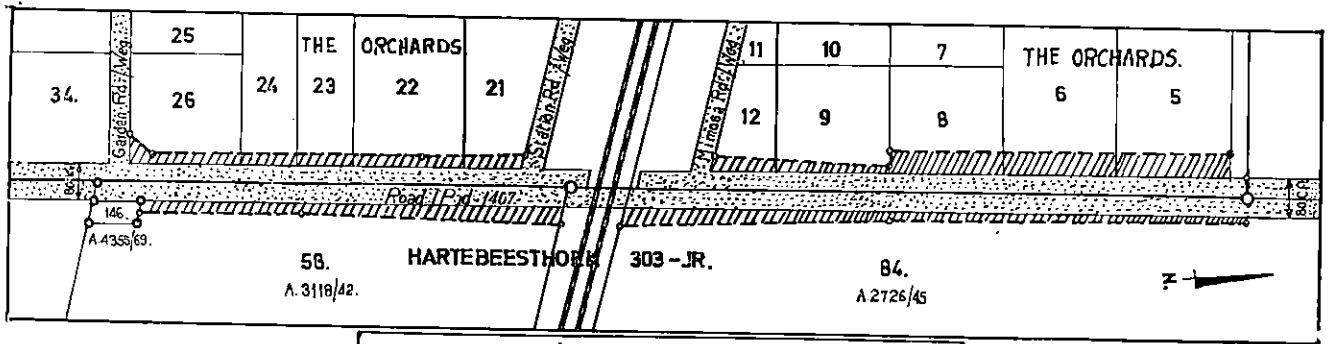 25
THE ORCHARDS
11
10
7
THE ORCHARDS.
34.
Garden Rd./Weg.
26
24
23
22
21
Station Rd./Weg.
Mimosa Rd./Weg.
12
9
8
6
5
Road/Pad 1407
146.
A.4355/69.
58.
A.3118/42.
HARTEBEESTHOEK 303-JR.
84.
A.2726/45
N